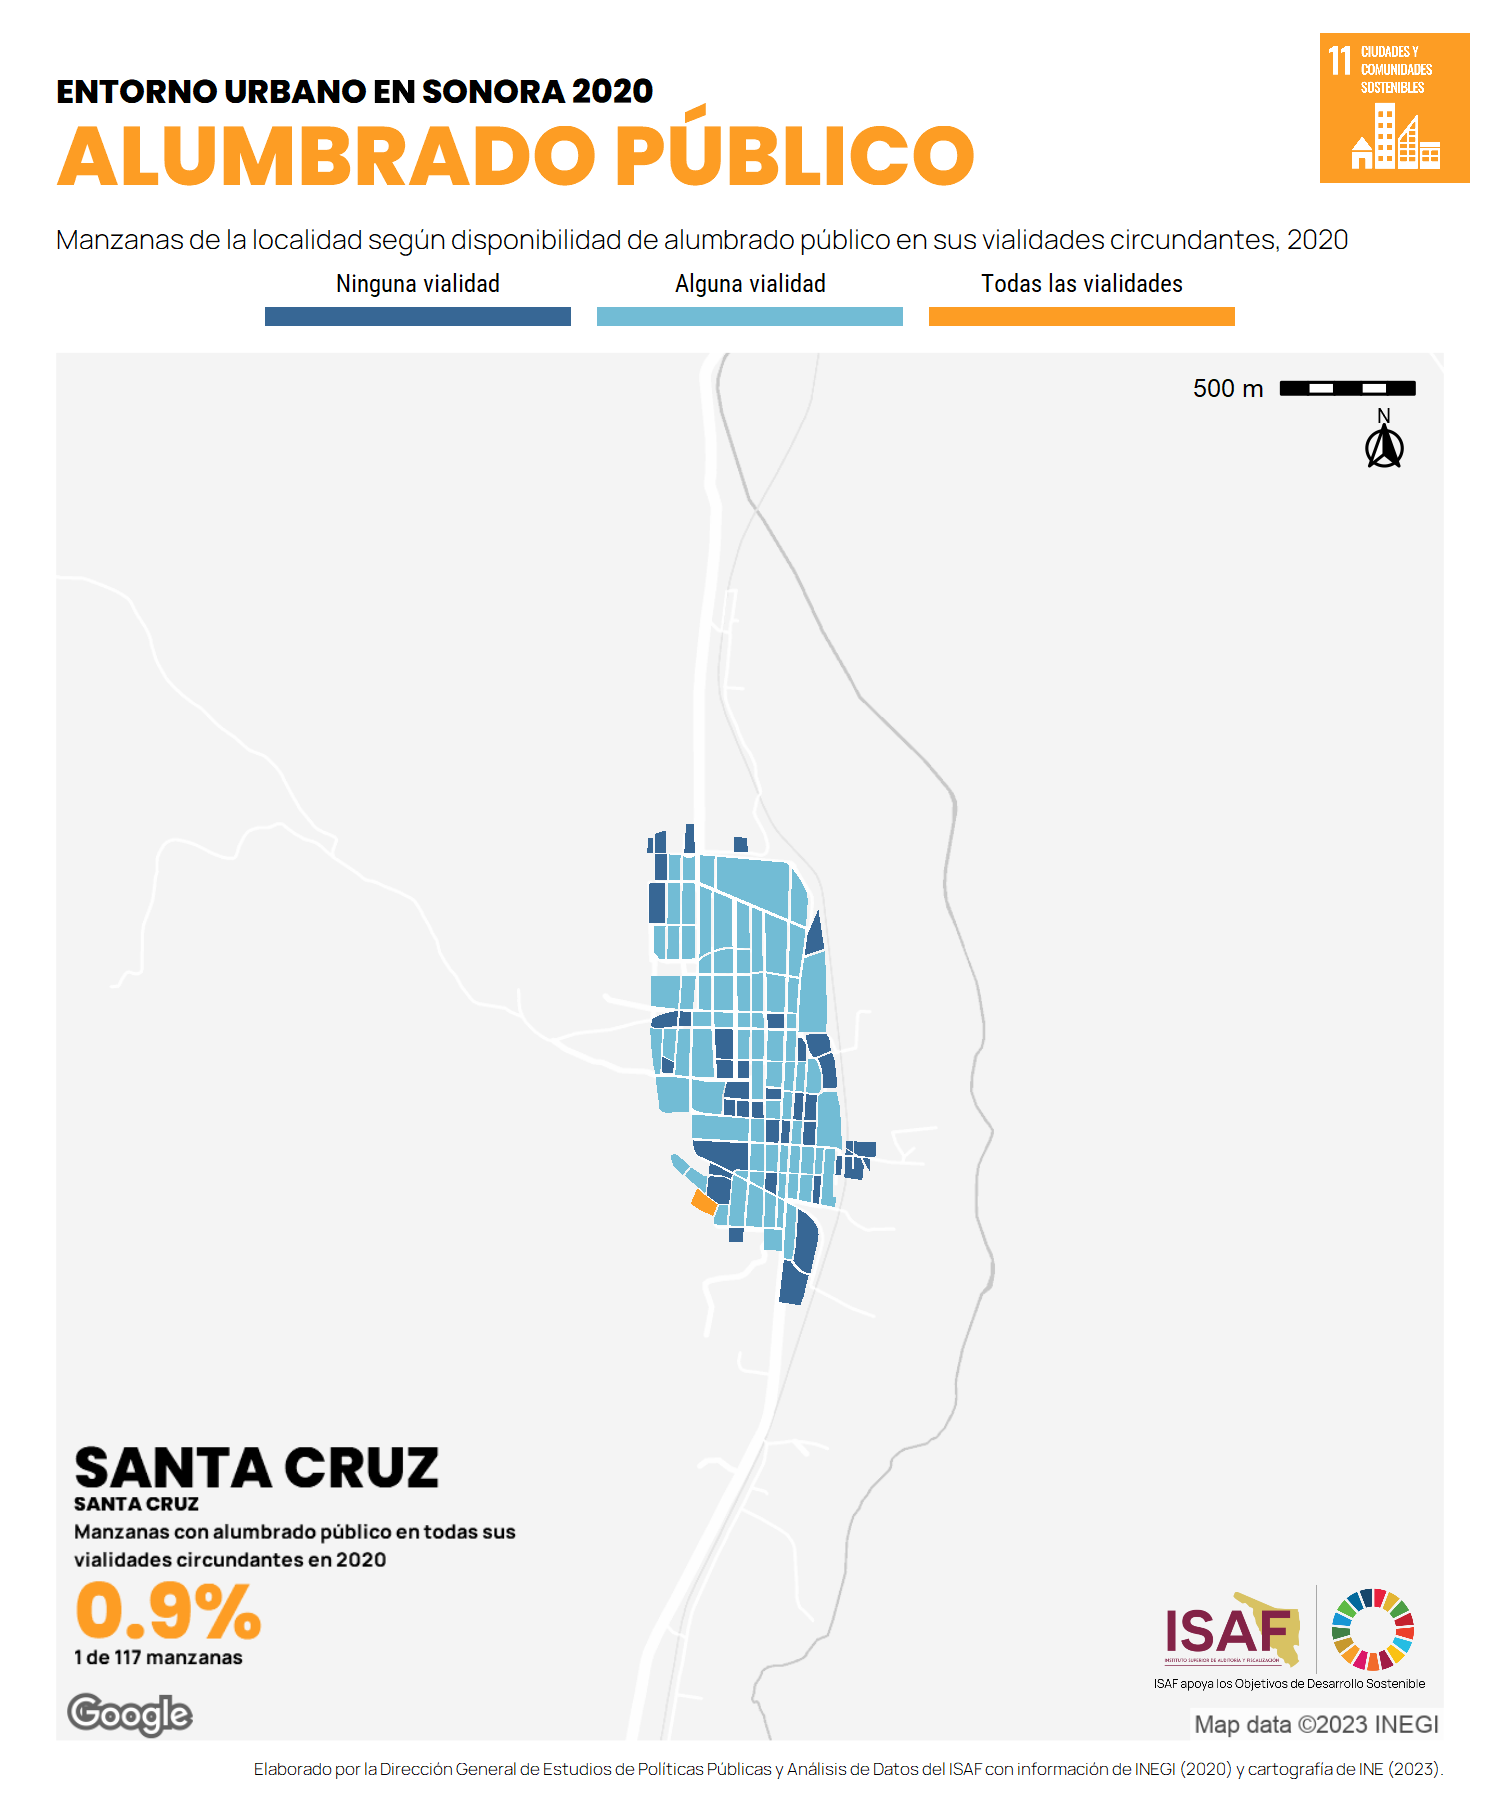 11 CIUDADES Y
COMUNIDADES
SOSTENIBLES
ENTORNO URBANO EN SONORA 2020
ALUMBRADO PÚBLICO
Manzanas de la localidad según disponibilidad de alumbrado público en sus vialidades circundantes, 2020
Ninguna vialidad Alguna vialidad Todas las vialidades
500 m
N
SANTA CRUZ
SANTA CRUZ
Manzanas con alumbrado público en todas sus
vialidades circundantes en 2020
0.9%
1 de 117 manzanas
Google
ISAF
INSTITUTO SUPERIOR DE AUDITORÍA Y FISCALIZACIÓN
ISAF apoya los Objetivos de Desarrollo Sostenible
Map data ©2023 INEGI
Elaborado por la Dirección General de Estudios de Políticas Públicas y Análisis de Datos del ISAF con información de INEGI (2020) y cartografía de INE (2023).